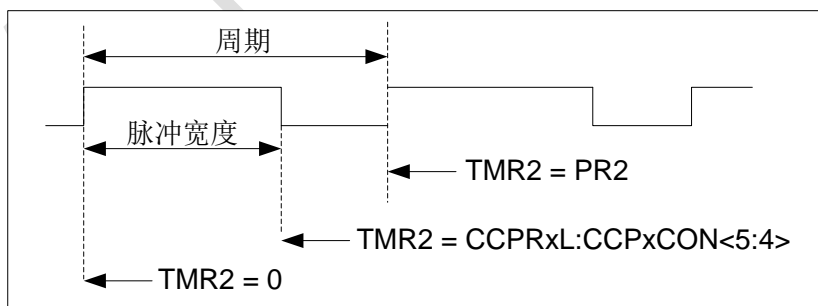 周期
脉冲宽度
TMR2 = PR2
TMR2 = CCPRxL:CCPxCON<5:4>
TMR2 = 0